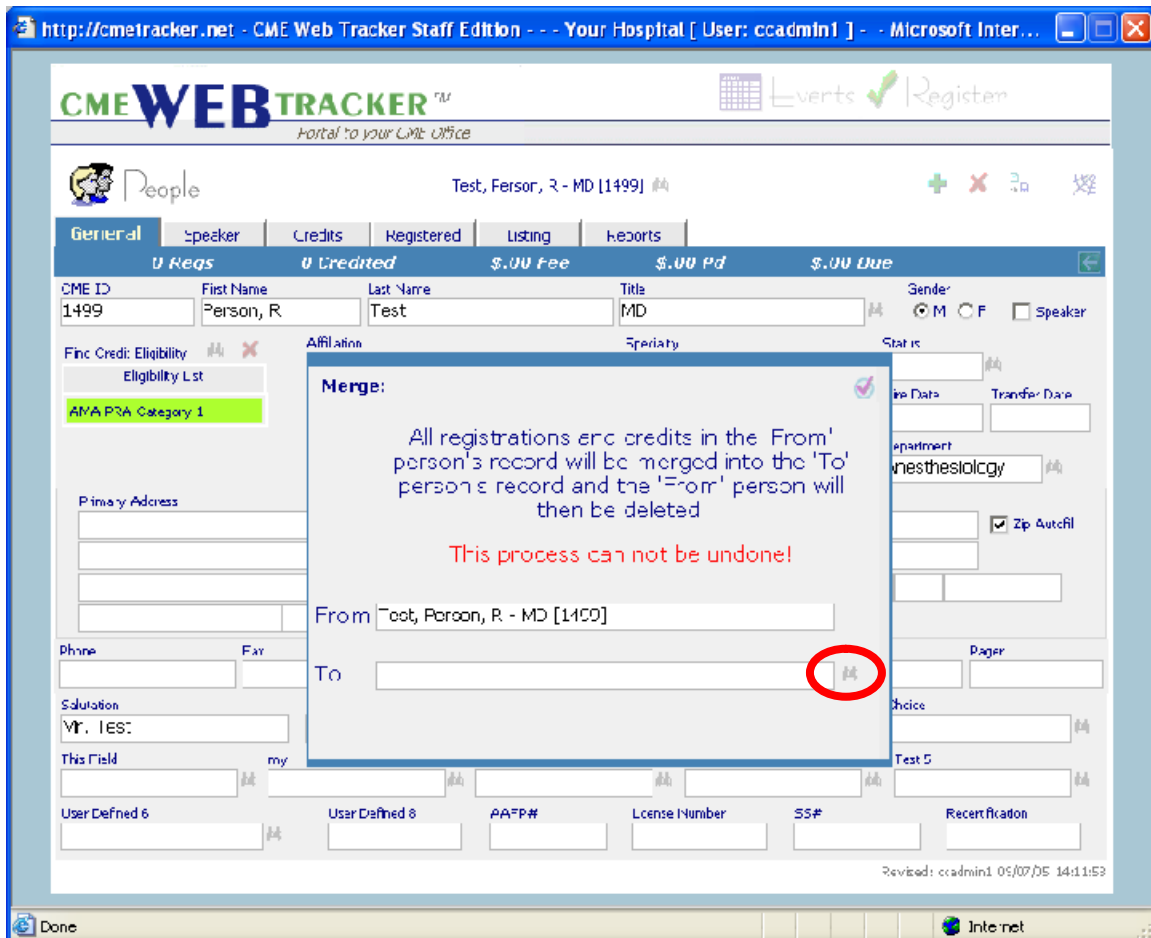 http://cmetracker.net - CME Web Tracker Staff Edition - - - Your Hospital [ User: ccadmin1 ] - - Microsoft Inter...
CME WEB TRACKER TM
Portal to your CME Office
Events Register
People
Test, Person, R - MD [1499]
General Speaker Credits Registered Listing Reports
0 Regs 0 Credited $.00 Fee $.00 Pd $.00 Due
CME ID First Name Last Name Title Gender
1499 Person, R Test MD M F Speaker
Find Credit Eligibility Affiliation Specialty Status
Eligibility List
AMA PRA Category 1
ire Date Transfer Date
epartment
Anesthesiology
Merge:
All registrations and credits in the 'From'
person's record will be merged into the 'To'
person's record and the 'From' person will
then be deleted
This process can not be undone!
From Test, Person, R - MD [1499]
To
Primary Address
Zip Autofill
Phone Fax Pager
Salutation Choice
Mr. Test
This Field my Test 5
User Defined 6 User Defined 8 AAFP# License Number SS# Recertification
Revised: ccadmin1 09/07/05 14:11:53
Done Internet